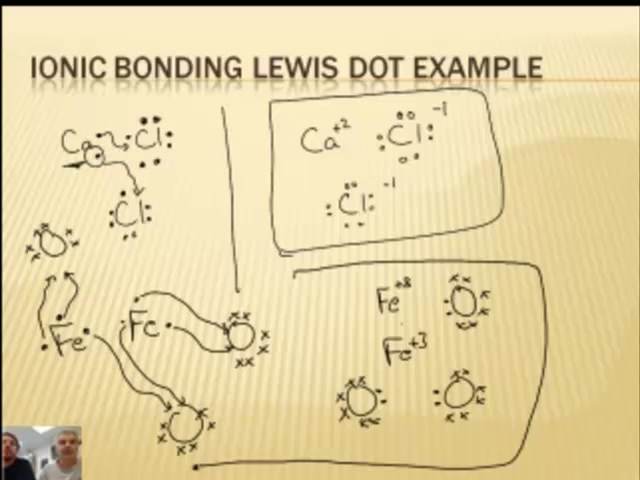 IONIC BONDING LEWIS DOT EXAMPLE
Ca Cl
Cl
Ca+2 Cl-1
Cl-1
O
Fe Fe O
O
Fe+3 O
Fe+3
O O